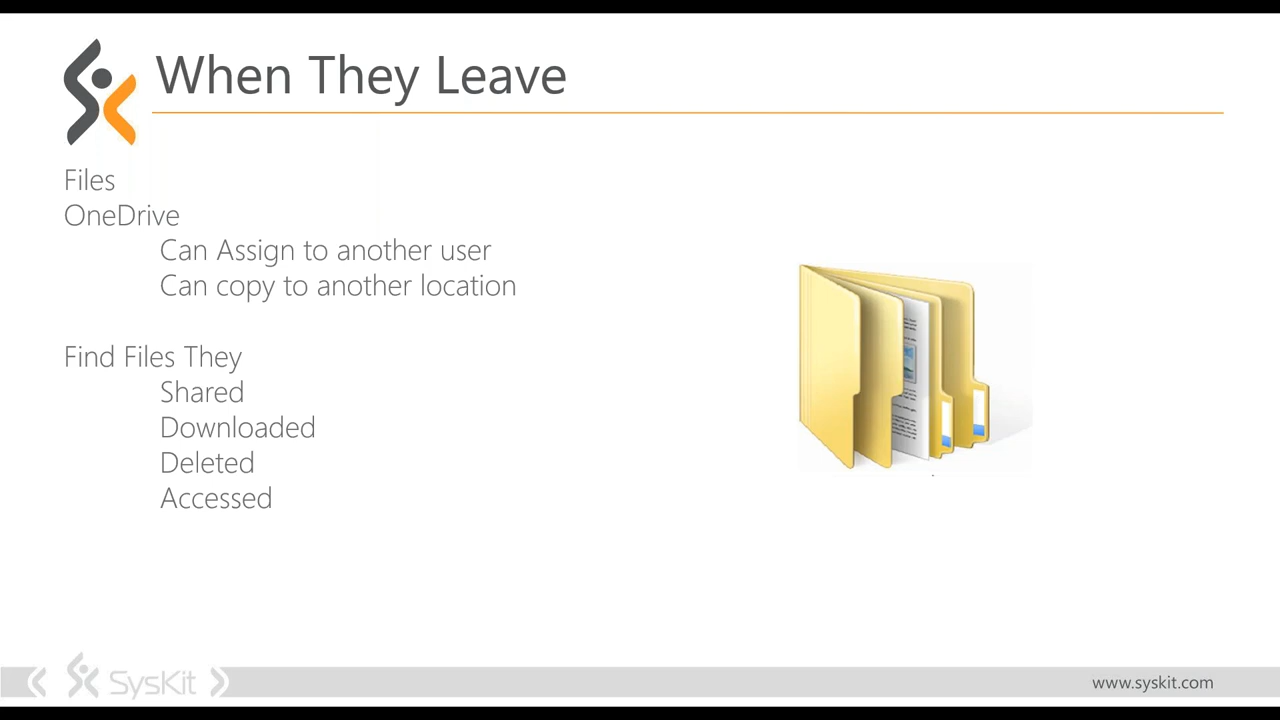 When They Leave
Files
OneDrive
Can Assign to another user
Can copy to another location
Find Files They
Shared
Downloaded
Deleted
Accessed
SysKit
www.syskit.com